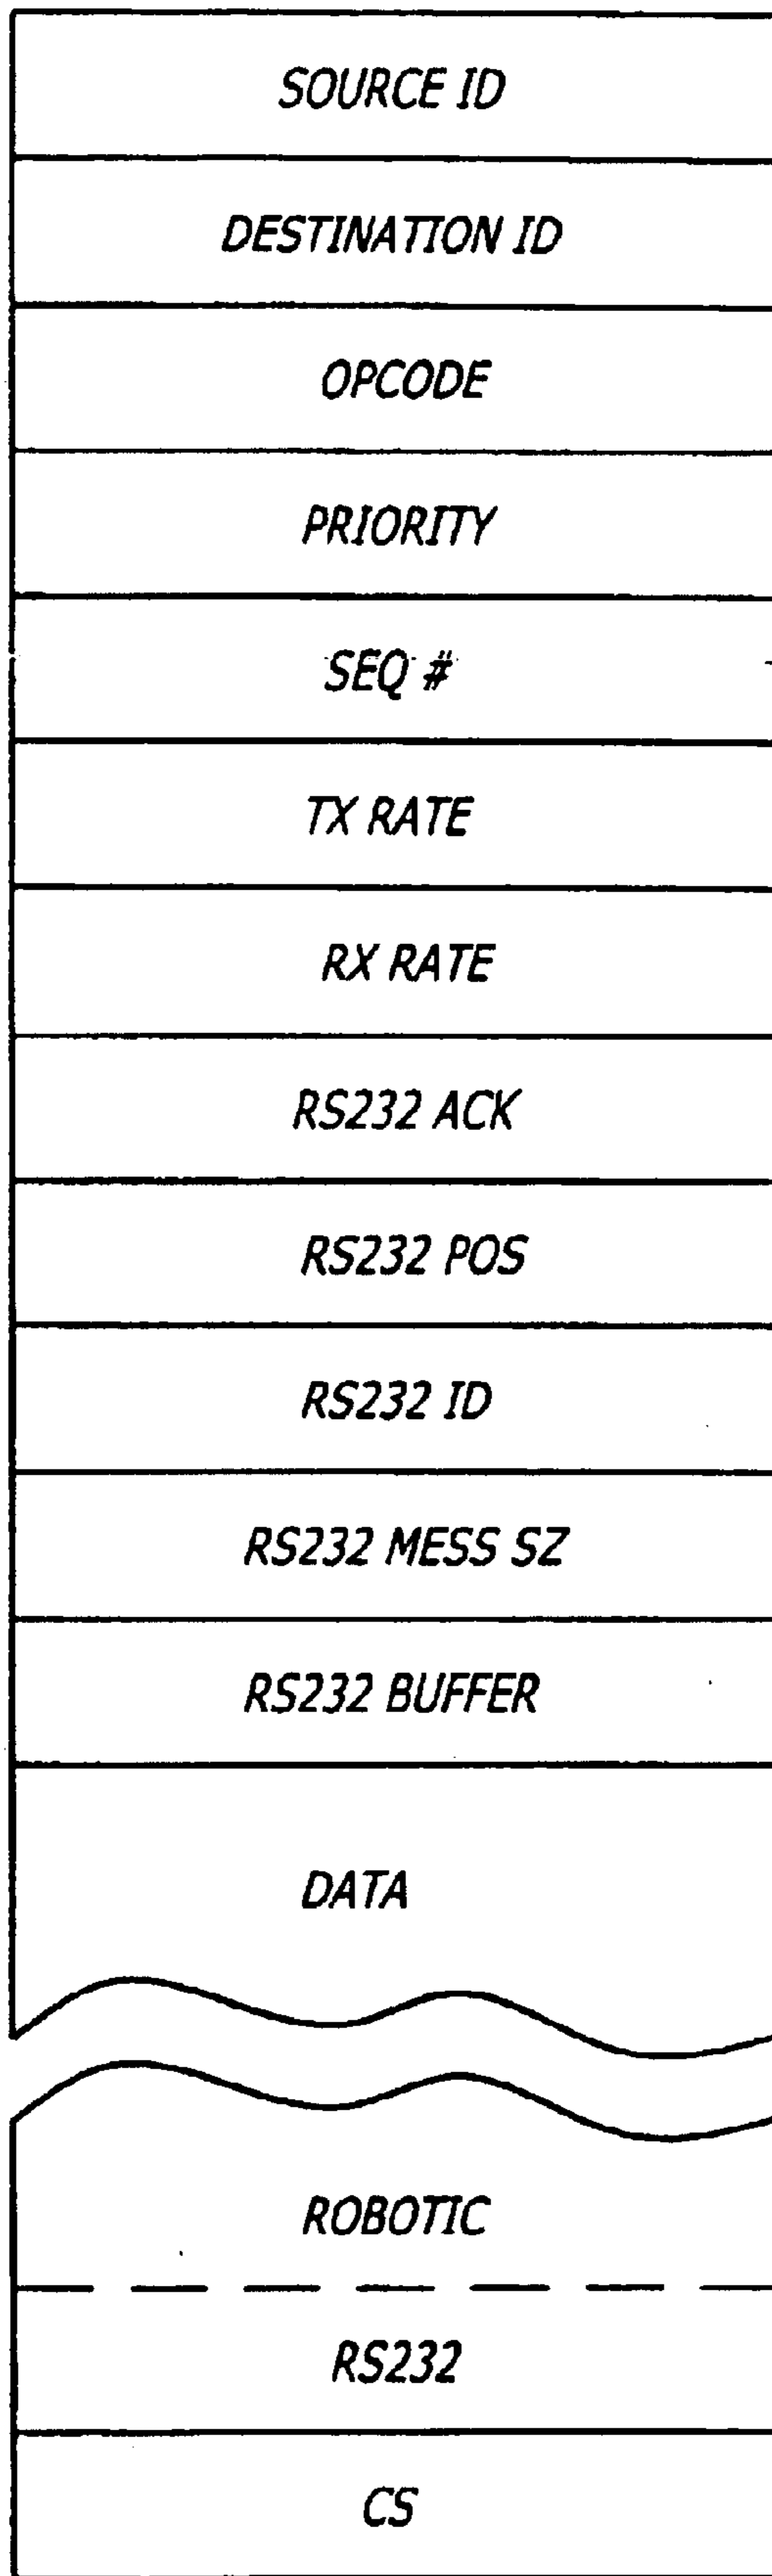 SOURCE ID
DESTINATION ID
OPCODE
PRIORITY
SEQ #
TX RATE
RX RATE
RS232 ACK
RS232 POS
RS232 ID
RS232 MESS SZ
RS232 BUFFER
DATA
ROBOTIC
RS232
CS